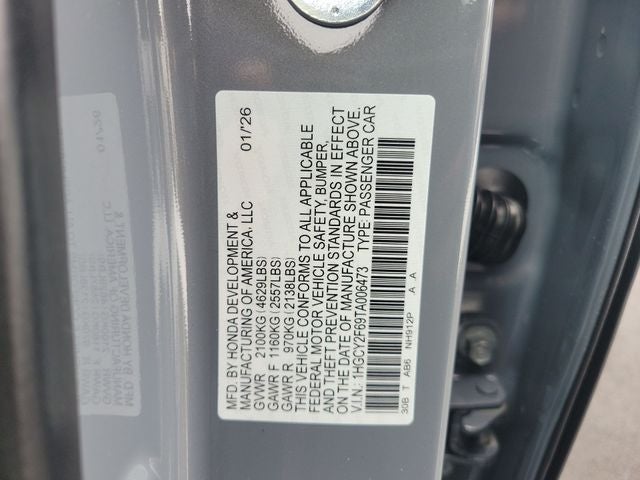 MFD. BY HONDA DEVELOPMENT &
MANUFACTURING OF AMERICA, LLC 01/'26
GVWR 2100KG (4629LBS)
GAWR F 1160KG (2557LBS)
GAWR R 970KG (2138LBS)
THIS VEHICLE CONFORMS TO ALL APPLICABLE
FEDERAL MOTOR VEHICLE SAFETY, BUMPER,
AND THEFT PREVENTION STANDARDS IN EFFECT
ON THE DATE OF MANUFACTURE SHOWN ABOVE.
V.I.N.: 1HGCY2F69TA006473 TYPE: PASSENGER CAR
30B T AB6 NH912P A A